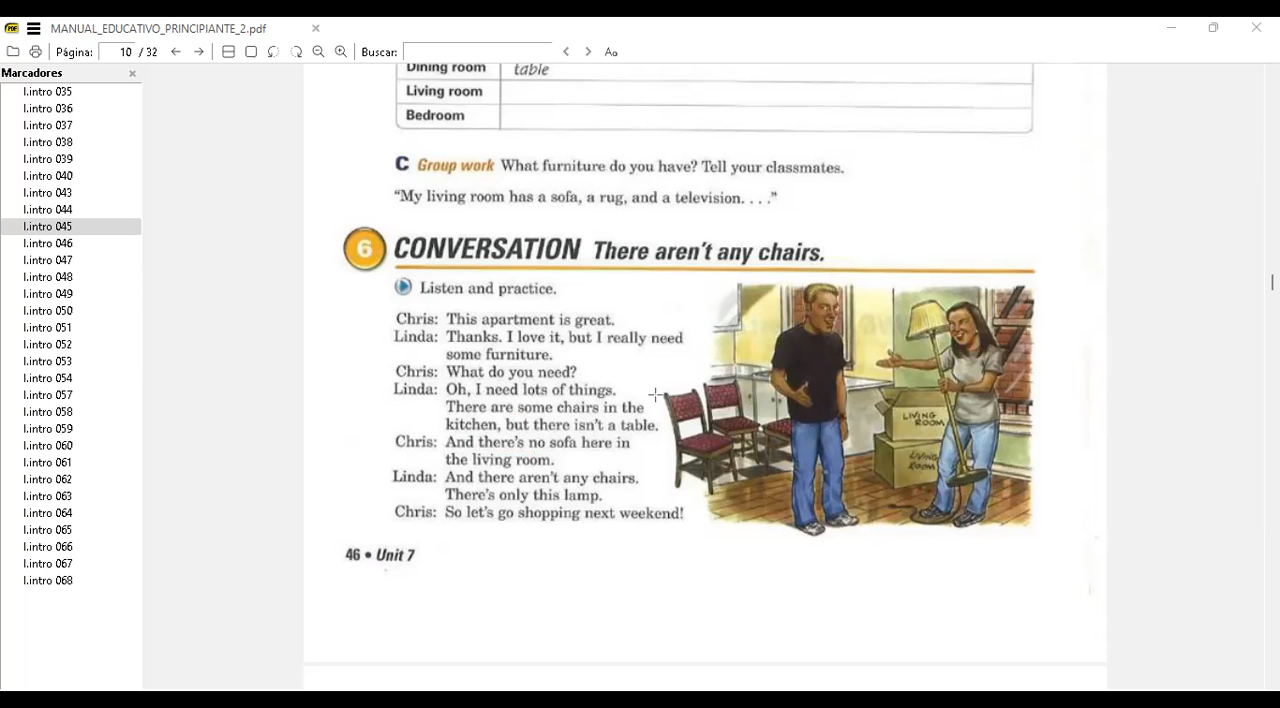 MANUAL_EDUCATIVO_PRINCIPIANTE_2.pdf
Página: 10 / 32 Buscar: Aa
Marcadores
I.intro 035
I.intro 036
I.intro 037
I.intro 038
I.intro 039
I.intro 040
I.intro 043
I.intro 044
I.intro 045
I.intro 046
I.intro 047
I.intro 048
I.intro 049
I.intro 050
I.intro 051
I.intro 052
I.intro 053
I.intro 054
I.intro 057
I.intro 058
I.intro 059
I.intro 060
I.intro 061
I.intro 062
I.intro 063
I.intro 064
I.intro 065
I.intro 066
I.intro 067
I.intro 068
Dining room table
Living room
Bedroom
C Group work What furniture do you have? Tell your classmates.
“My living room has a sofa, a rug, and a television. . . .”
6 CONVERSATION There aren't any chairs.
Listen and practice.
Chris: This apartment is great.
Linda: Thanks. I love it, but I really need
some furniture.
Chris: What do you need?
Linda: Oh, I need lots of things.
There are some chairs in the
kitchen, but there isn't a table.
Chris: And there's no sofa here in
the living room.
Linda: And there aren't any chairs.
There's only this lamp.
Chris: So let's go shopping next weekend!
LIVING
ROOM
LIVING
ROOM
46 • Unit 7